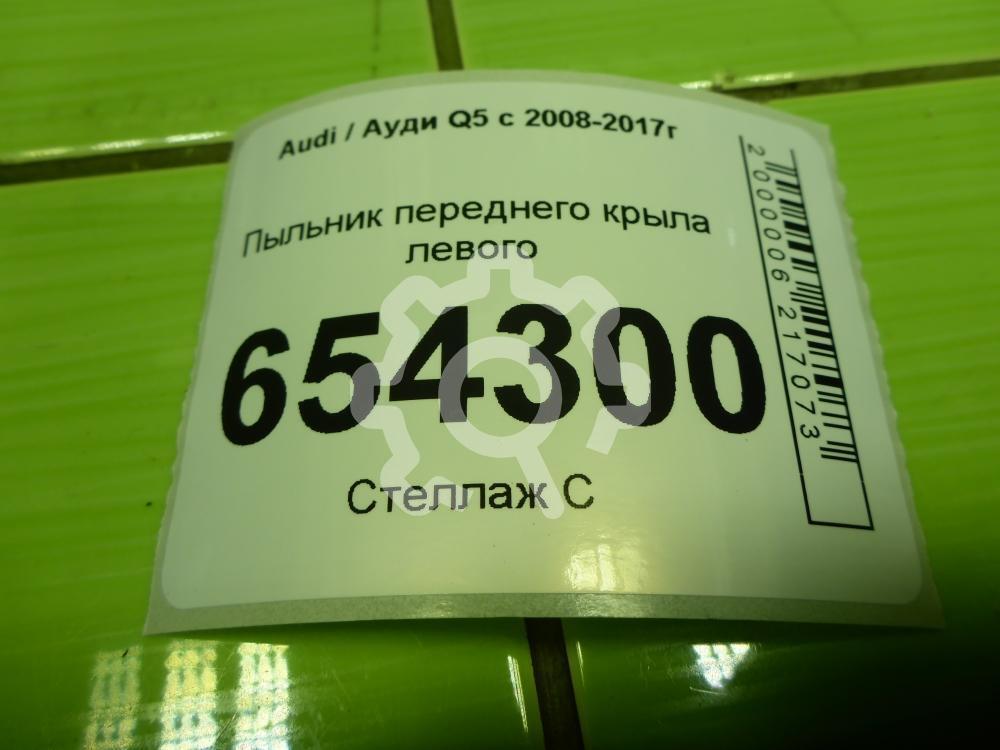 Audi / Ауди Q5 с 2008-2017г
Пыльник переднего крыла
левого
654300
Стеллаж С
2000006217073